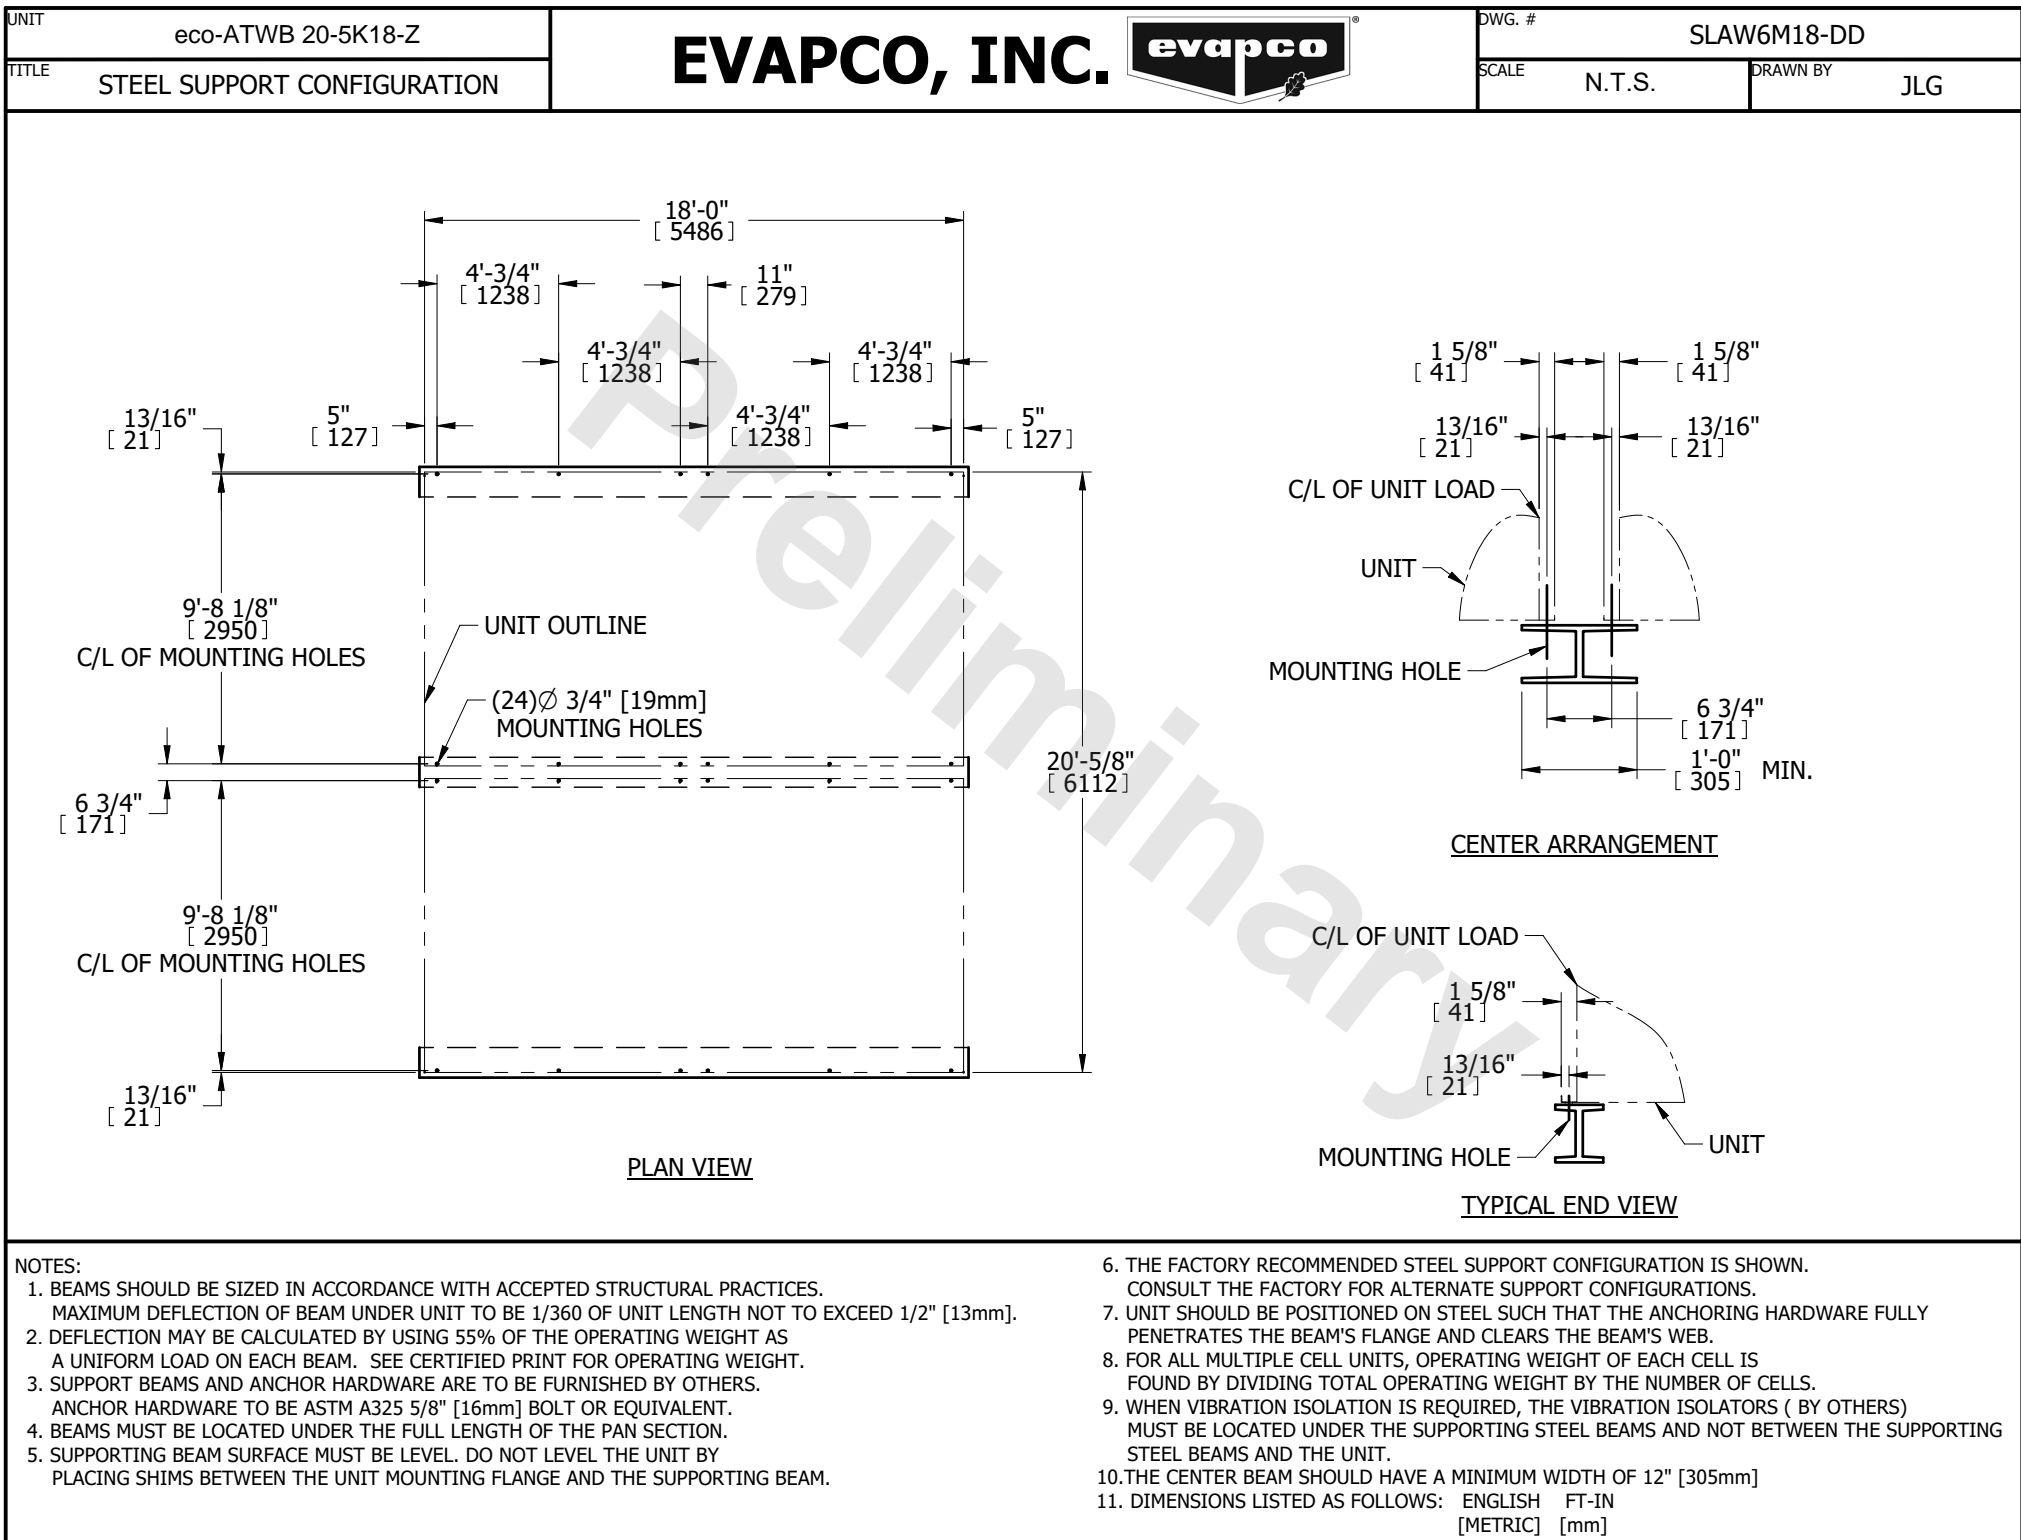 UNIT
eco-ATWB 20-5K18-Z
TITLE
STEEL SUPPORT CONFIGURATION
EVAPCO, INC.
evapco
®
DWG. #
SLAW6M18-DD
SCALE
N.T.S.
DRAWN BY
JLG
18'-0"
[ 5486 ]
4'-3/4"
[ 1238 ]
11"
[ 279 ]
4'-3/4"
[ 1238 ]
4'-3/4"
[ 1238 ]
13/16"
[ 21 ]
5"
[ 127 ]
4'-3/4"
[ 1238 ]
5"
[ 127 ]
9'-8 1/8"
[ 2950 ]
C/L OF MOUNTING HOLES
UNIT OUTLINE
(24)Ø 3/4" [19mm]
MOUNTING HOLES
6 3/4"
[ 171 ]
20'-5/8"
[ 6112 ]
9'-8 1/8"
[ 2950 ]
C/L OF MOUNTING HOLES
13/16"
[ 21 ]
PLAN VIEW
Preliminary
1 5/8"
[ 41 ]
1 5/8"
[ 41 ]
13/16"
[ 21 ]
13/16"
[ 21 ]
C/L OF UNIT LOAD
UNIT
MOUNTING HOLE
6 3/4"
[ 171 ]
1'-0"
[ 305 ] MIN.
CENTER ARRANGEMENT
C/L OF UNIT LOAD
1 5/8"
[ 41 ]
13/16"
[ 21 ]
MOUNTING HOLE
UNIT
TYPICAL END VIEW
NOTES:
1. BEAMS SHOULD BE SIZED IN ACCORDANCE WITH ACCEPTED STRUCTURAL PRACTICES.
MAXIMUM DEFLECTION OF BEAM UNDER UNIT TO BE 1/360 OF UNIT LENGTH NOT TO EXCEED 1/2" [13mm].
2. DEFLECTION MAY BE CALCULATED BY USING 55% OF THE OPERATING WEIGHT AS
A UNIFORM LOAD ON EACH BEAM. SEE CERTIFIED PRINT FOR OPERATING WEIGHT.
3. SUPPORT BEAMS AND ANCHOR HARDWARE ARE TO BE FURNISHED BY OTHERS.
ANCHOR HARDWARE TO BE ASTM A325 5/8" [16mm] BOLT OR EQUIVALENT.
4. BEAMS MUST BE LOCATED UNDER THE FULL LENGTH OF THE PAN SECTION.
5. SUPPORTING BEAM SURFACE MUST BE LEVEL. DO NOT LEVEL THE UNIT BY
PLACING SHIMS BETWEEN THE UNIT MOUNTING FLANGE AND THE SUPPORTING BEAM.
6. THE FACTORY RECOMMENDED STEEL SUPPORT CONFIGURATION IS SHOWN.
CONSULT THE FACTORY FOR ALTERNATE SUPPORT CONFIGURATIONS.
7. UNIT SHOULD BE POSITIONED ON STEEL SUCH THAT THE ANCHORING HARDWARE FULLY
PENETRATES THE BEAM'S FLANGE AND CLEARS THE BEAM'S WEB.
8. FOR ALL MULTIPLE CELL UNITS, OPERATING WEIGHT OF EACH CELL IS
FOUND BY DIVIDING TOTAL OPERATING WEIGHT BY THE NUMBER OF CELLS.
9. WHEN VIBRATION ISOLATION IS REQUIRED, THE VIBRATION ISOLATORS ( BY OTHERS)
MUST BE LOCATED UNDER THE SUPPORTING STEEL BEAMS AND NOT BETWEEN THE SUPPORTING
STEEL BEAMS AND THE UNIT.
10.THE CENTER BEAM SHOULD HAVE A MINIMUM WIDTH OF 12" [305mm]
11. DIMENSIONS LISTED AS FOLLOWS: ENGLISH FT-IN
[METRIC] [mm]